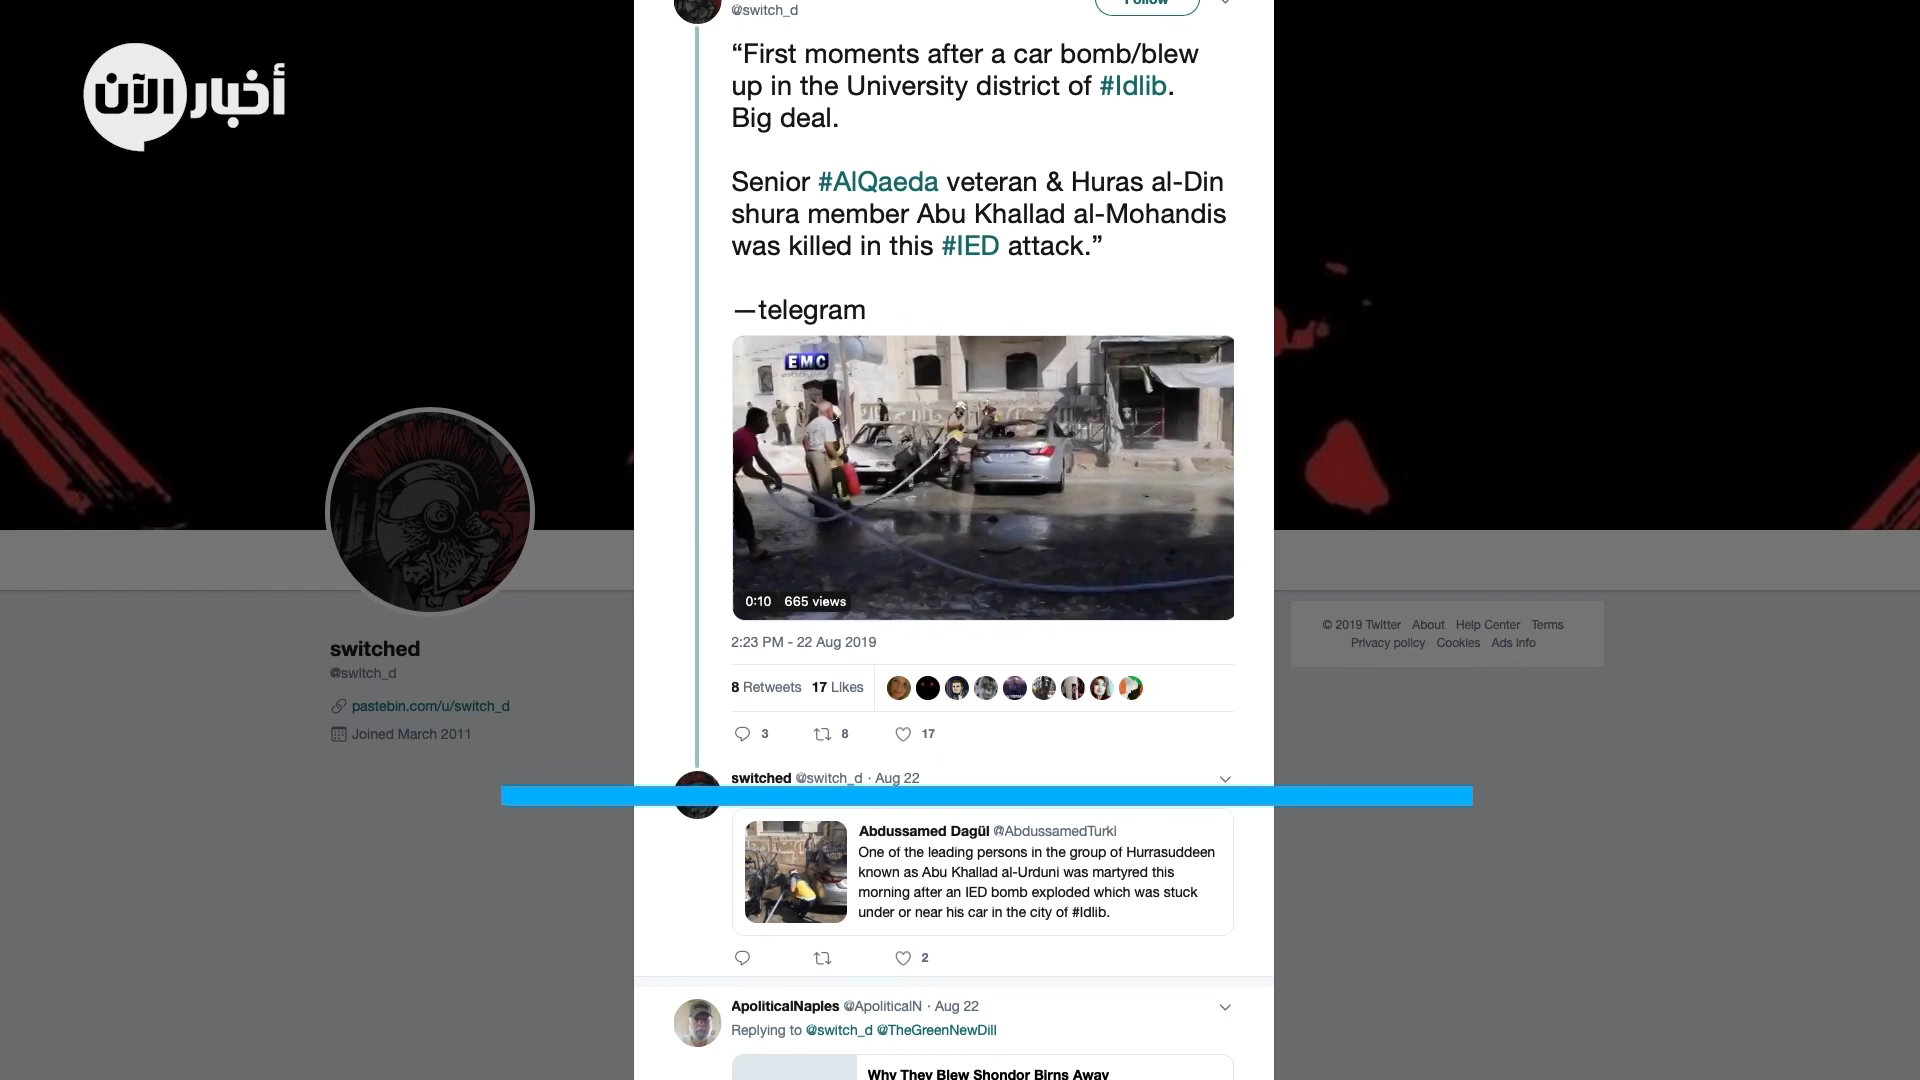 أخبار الآن
@switch_d
Follow
“First moments after a car bomb/blew
up in the University district of #Idlib.
Big deal.
Senior #AlQaeda veteran & Huras al-Din
shura member Abu Khallad al-Mohandis
was killed in this #IED attack.”
—telegram
EMC
0:10 665 views
2:23 PM - 22 Aug 2019
8 Retweets 17 Likes
3 8 17
switched @switch_d · Aug 22
Abdussamed Dagül @AbdussamedTurki
One of the leading persons in the group of Hurrasuddeen
known as Abu Khallad al-Urduni was martyred this
morning after an IED bomb exploded which was stuck
under or near his car in the city of #Idlib.
2
ApoliticalNaples @ApoliticalN · Aug 22
Replying to @switch_d @TheGreenNewDill
Why They Blew Shondor Birns Away
switched
@switch_d
pastebin.com/u/switch_d
Joined March 2011
© 2019 Twitter About Help Center Terms
Privacy policy Cookies Ads info